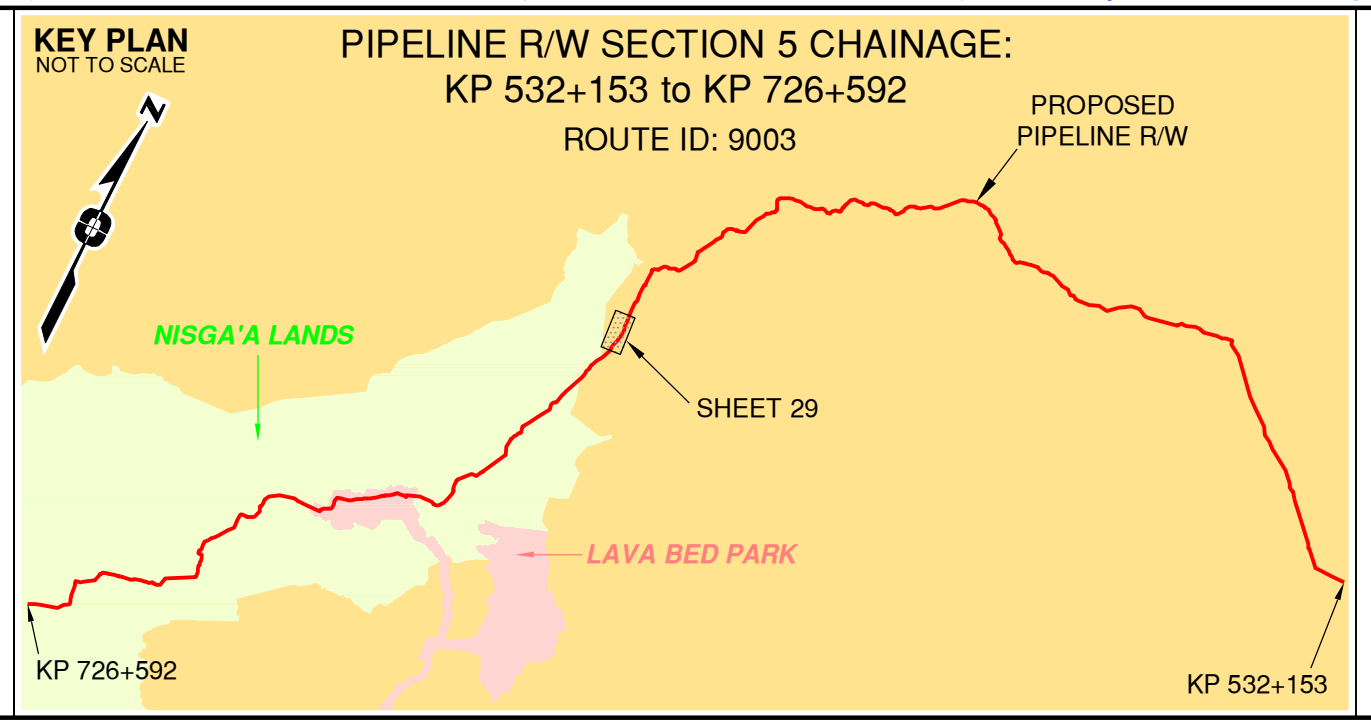 KEY PLAN
NOT TO SCALE
PIPELINE R/W SECTION 5 CHAINAGE:
KP 532+153 to KP 726+592
ROUTE ID: 9003
PROPOSED
PIPELINE R/W
N
NISGA'A LANDS
SHEET 29
LAVA BED PARK
KP 726+592
KP 532+153